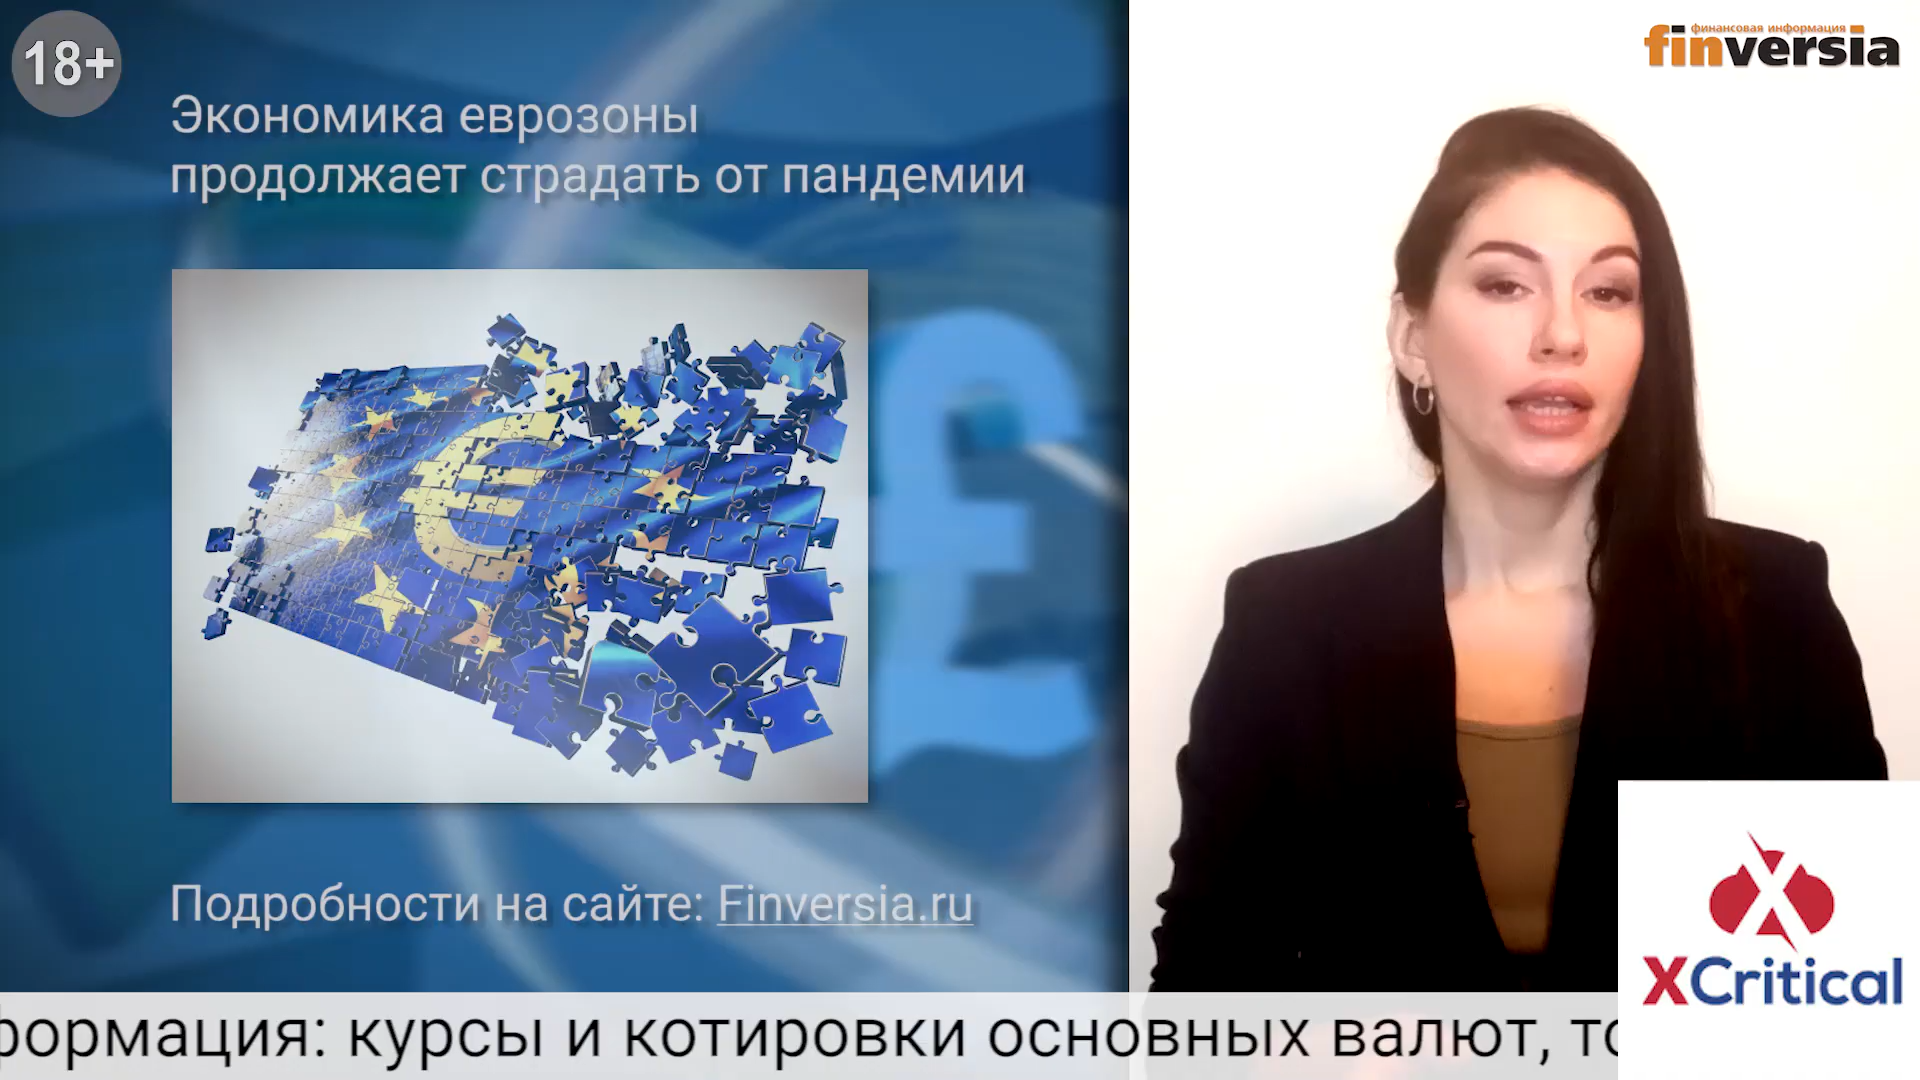 18+
Экономика еврозоны
продолжает страдать от пандемии
Подробности на сайте: Finversia.ru
финансовая информация
finversia
XCritical
формация: курсы и котировки основных валют, то